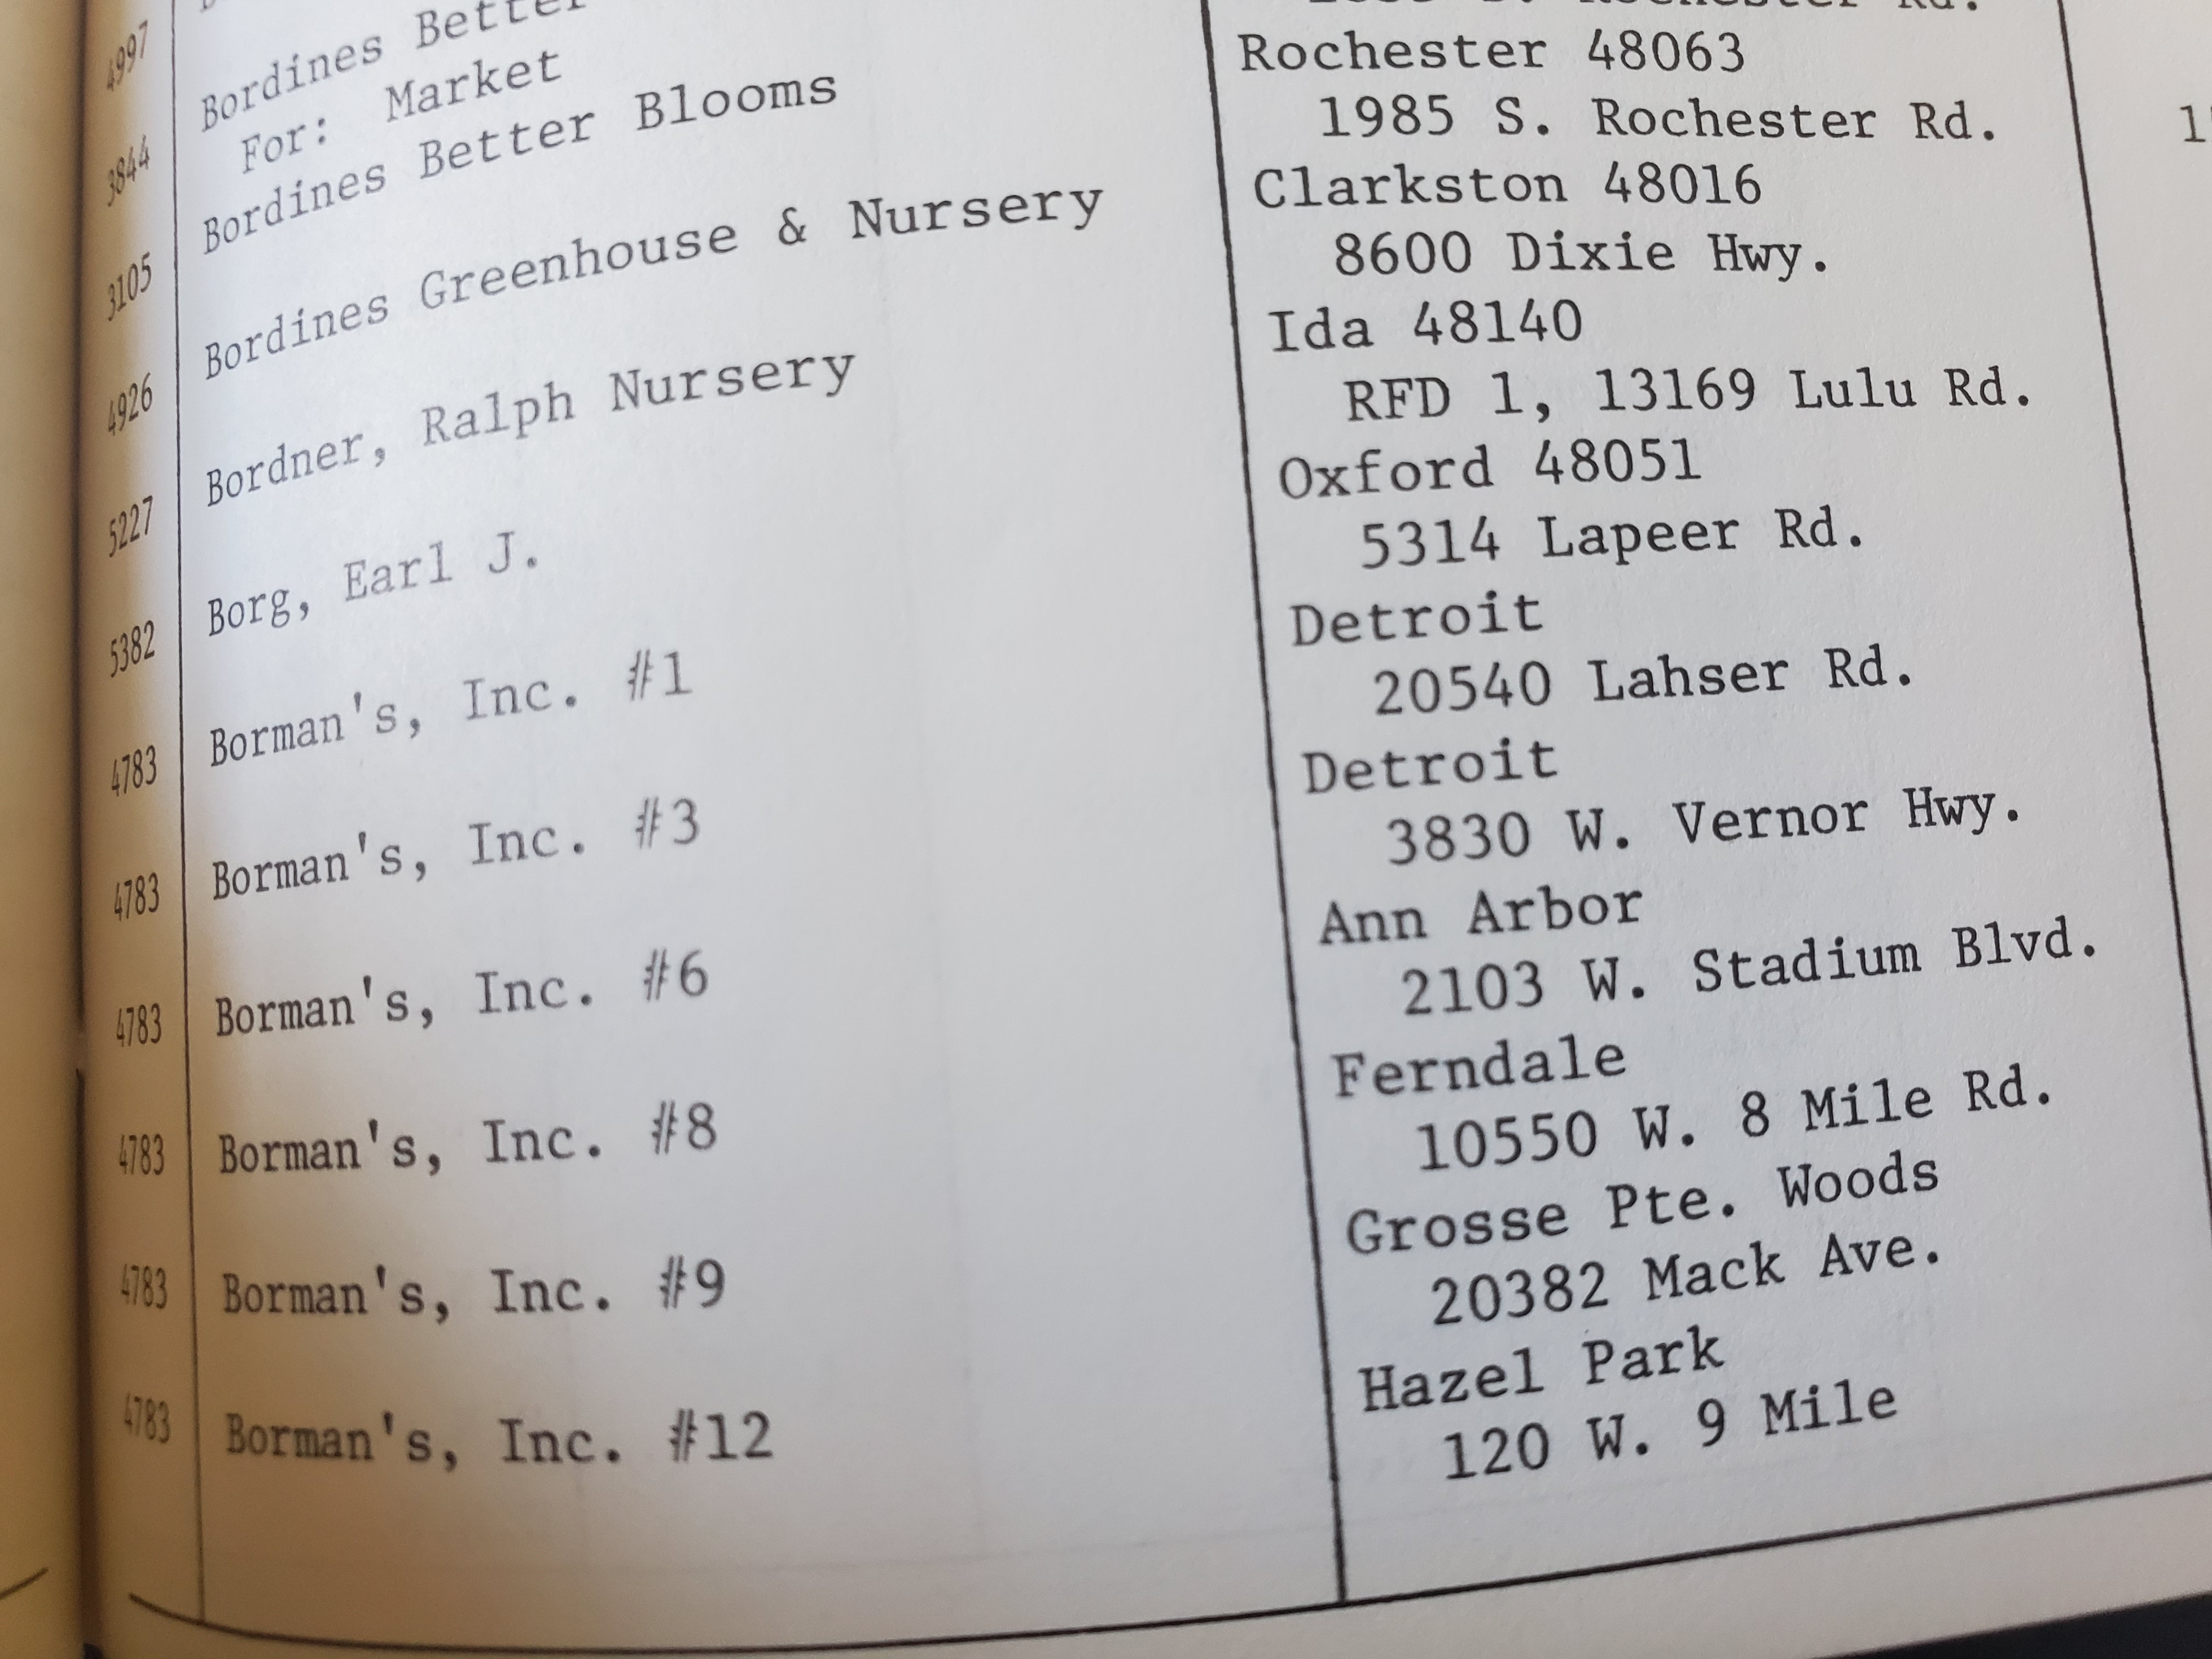 4997
3844 Bordines
For: Market
3105 Bordines Better Blooms Rochester 48063
1985 S. Rochester Rd.
4926 Bordines Greenhouse & Nursery Clarkston 48016
8600 Dixie Hwy.
5227 Bordner, Ralph Nursery Ida 48140
RFD 1, 13169 Lulu Rd.
5382 Borg, Earl J. Oxford 48051
5314 Lapeer Rd.
4783 Borman's, Inc. #1 Detroit
20540 Lahser Rd.
4783 Borman's, Inc. #3 Detroit
3830 W. Vernor Hwy.
4783 Borman's, Inc. #6 Ann Arbor
2103 W. Stadium Blvd.
4783 Borman's, Inc. #8 Ferndale
10550 W. 8 Mile Rd.
4783 Borman's, Inc. #9 Grosse Pte. Woods
20382 Mack Ave.
4783 Borman's, Inc. #12 Hazel Park
120 W. 9 Mile